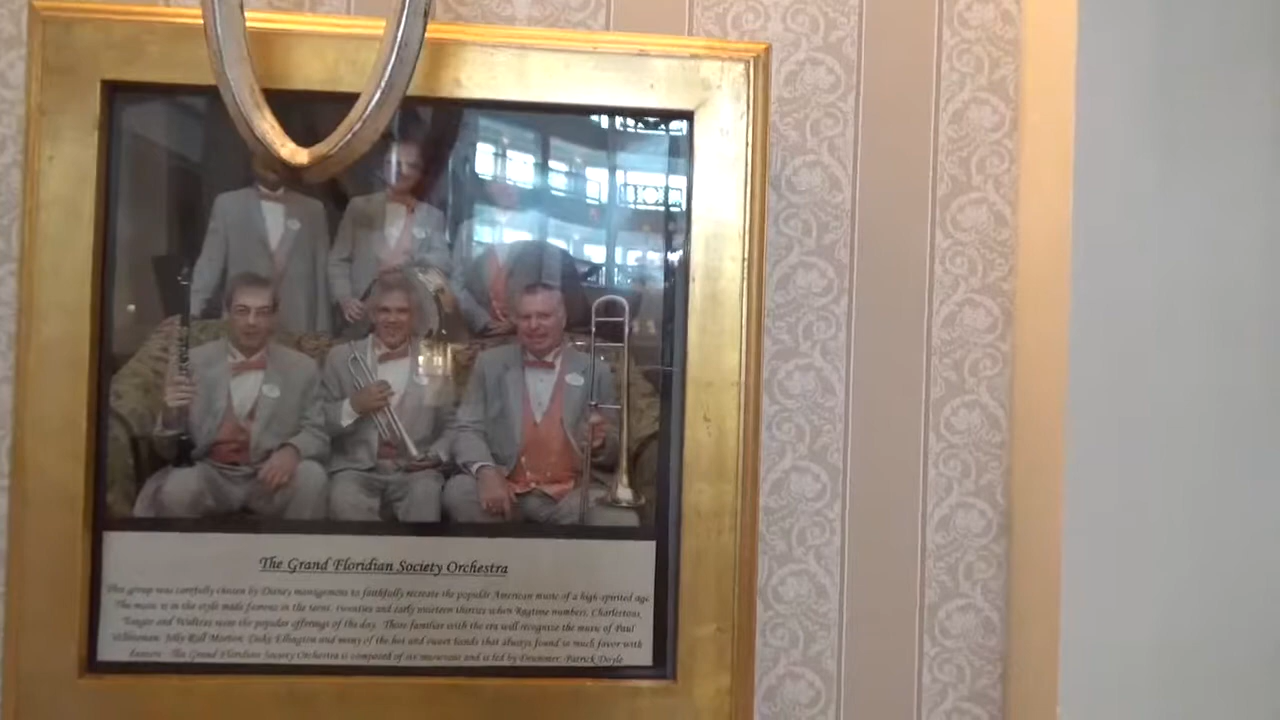 The Grand Floridian Society Orchestra
This group was carefully chosen by Disney management to faithfully recreate the popular American music of a high-spirited age
The music is in the style made famous in the teens, twenties and early nineteen thirties when Ragtime numbers, Charlestons,
Tangos and Waltzes were the popular offerings of the day. Those familiar with the era will recognize the music of Paul
Whiteman, Jelly Roll Morton, Duke Ellington and many of the hot and sweet bands that always found so much favor with
dancers. The Grand Floridian Society Orchestra is composed of six musicians and is led by Drummer, Patrick Doyle